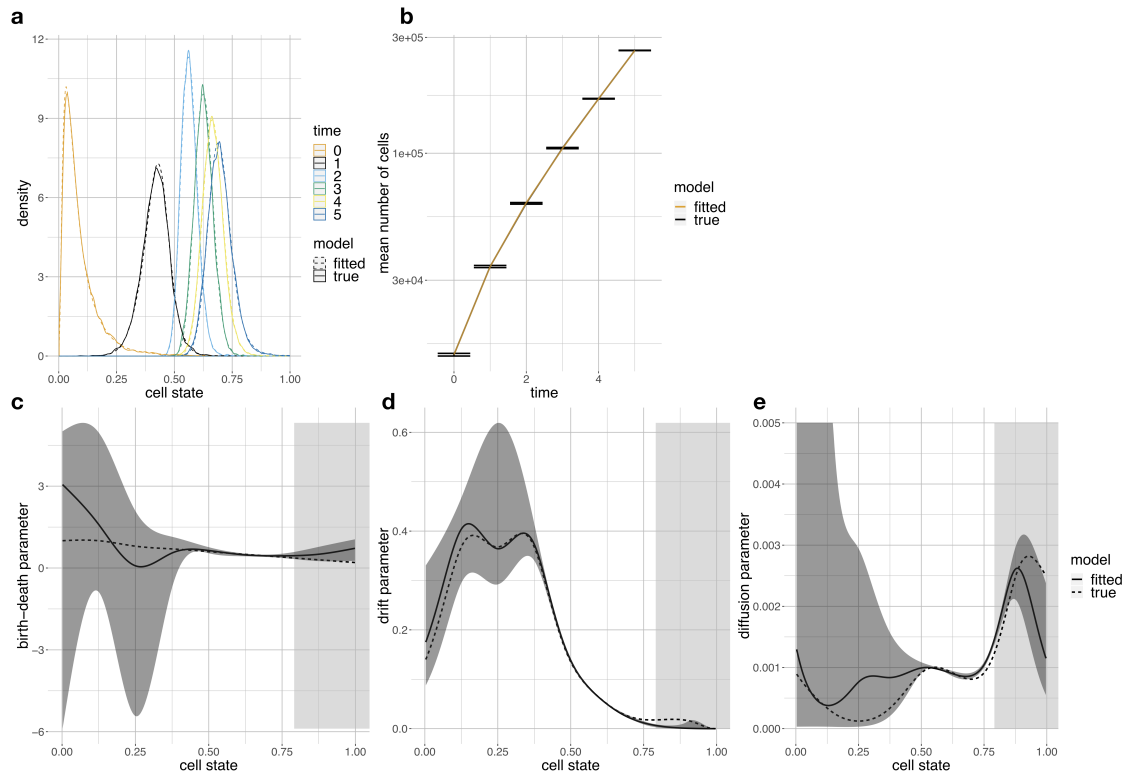 a
12
9
6
3
0
density
0.00 0.25 0.50 0.75 1.00
cell state
time
0
1
2
3
4
5
model
fitted
true
b
3e+05
1e+05
3e+04
mean number of cells
0 2 4
time
model
fitted
true
c
3
0
−3
−6
birth−death parameter
0.00 0.25 0.50 0.75 1.00
cell state
d
0.6
0.4
0.2
0.0
drift parameter
0.00 0.25 0.50 0.75 1.00
cell state
e
0.005
0.004
0.003
0.002
0.001
0.000
diffusion parameter
0.00 0.25 0.50 0.75 1.00
cell state
model
fitted
true